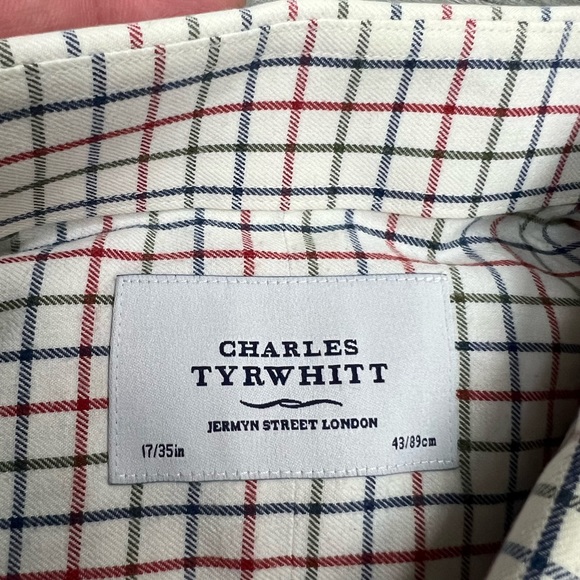 CHARLES
TYRWHITT
JERMYN STREET LONDON
17/35in 43/89cm